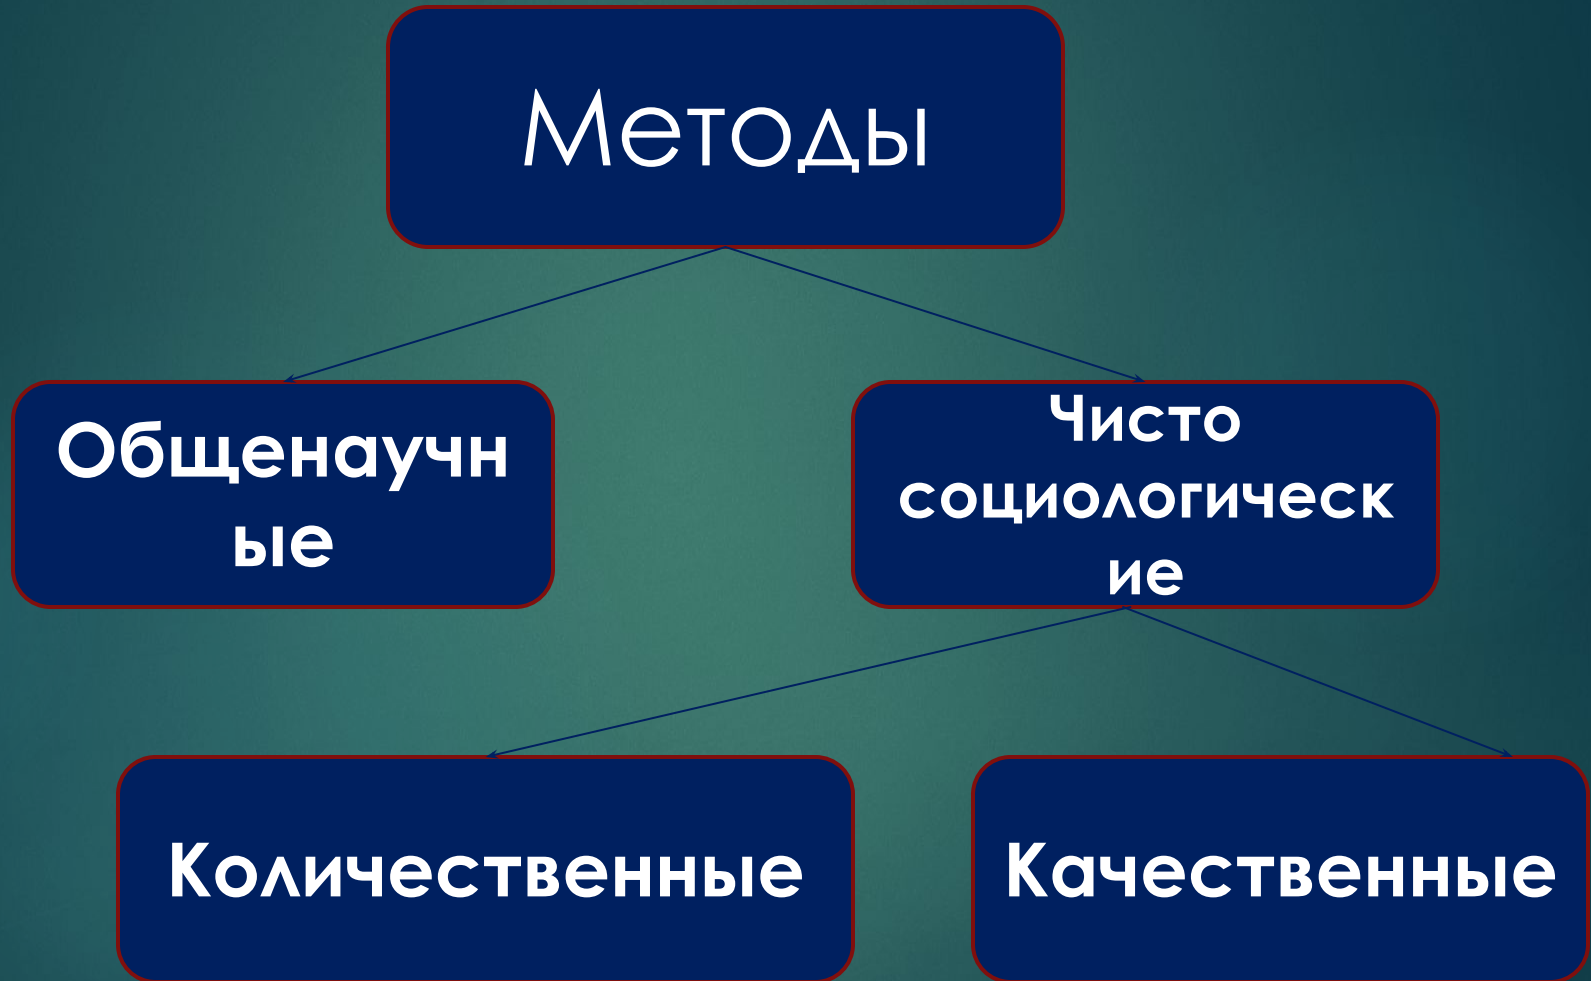 Методы
Общенаучн
ые
Чисто
социологическ
ие
Количественные
Качественные